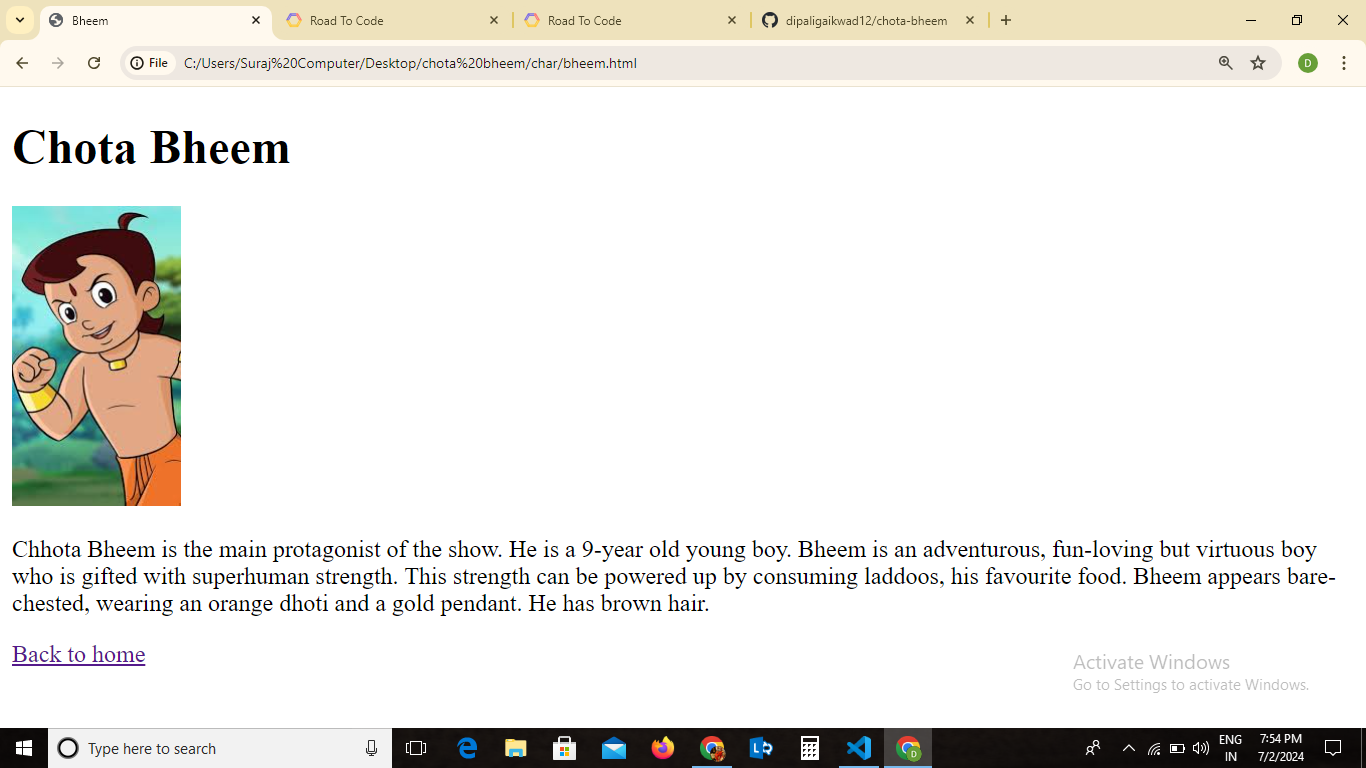 Bheem
Road To Code
Road To Code
dipaligaikwad12/chota-bheem
File
C:/Users/Suraj%20Computer/Desktop/chota%20bheem/char/bheem.html
D
Chota Bheem
Chhota Bheem is the main protagonist of the show. He is a 9-year old young boy. Bheem is an adventurous, fun-loving but virtuous boy
who is gifted with superhuman strength. This strength can be powered up by consuming laddoos, his favourite food. Bheem appears bare-
chested, wearing an orange dhoti and a gold pendant. He has brown hair.
Back to home
Activate Windows
Go to Settings to activate Windows.
Type here to search
D
ENG
IN
7:54 PM
7/2/2024